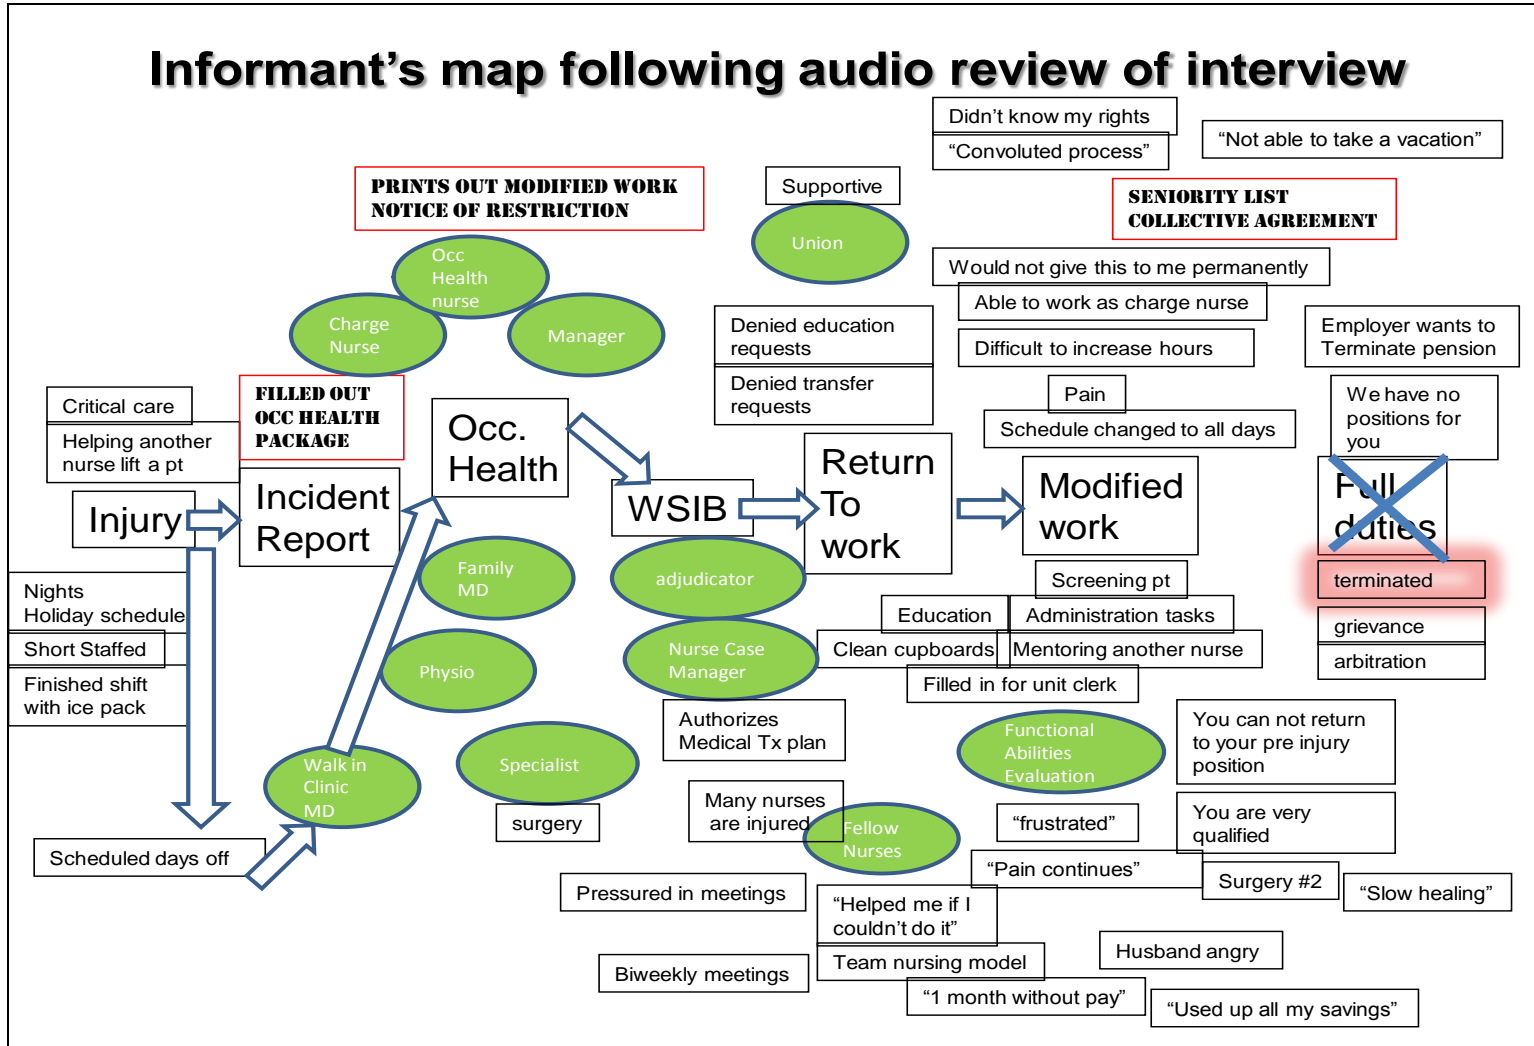 Informant's map following audio review of interview
Didn't know my rights
"Convoluted process"
"Not able to take a vacation"
PRINTS OUT MODIFIED WORK
NOTICE OF RESTRICTION
Supportive
Union
SENIORITY LIST
COLLECTIVE AGREEMENT
Occ
Health
nurse
Charge
Nurse
Manager
Would not give this to me permanently
Able to work as charge nurse
Difficult to increase hours
Denied education
requests
Denied transfer
requests
Employer wants to
Terminate pension
Pain
Schedule changed to all days
We have no
positions for
you
Critical care
Helping another
nurse lift a pt
FILLED OUT
OCC HEALTH
PACKAGE
Injury
Incident
Report
Occ.
Health
WSIB
Return
To
work
Modified
work
Full
duties
Nights
Holiday schedule
Short Staffed
Finished shift
with ice pack
Family
MD
Physio
Specialist
surgery
Walk in
Clinic
MD
Scheduled days off
adjudicator
Nurse Case
Manager
Authorizes
Medical Tx plan
Screening pt
Education
Administration tasks
Clean cupboards
Mentoring another nurse
Filled in for unit clerk
terminated
grievance
arbitration
Functional
Abilities
Evaluation
You can not return
to your pre injury
position
Many nurses
are injured
Fellow
Nurses
"frustrated"
You are very
qualified
"Pain continues"
Surgery #2
"Slow healing"
Pressured in meetings
"Helped me if I
couldn't do it"
Team nursing model
Husband angry
Biweekly meetings
"1 month without pay"
"Used up all my savings"